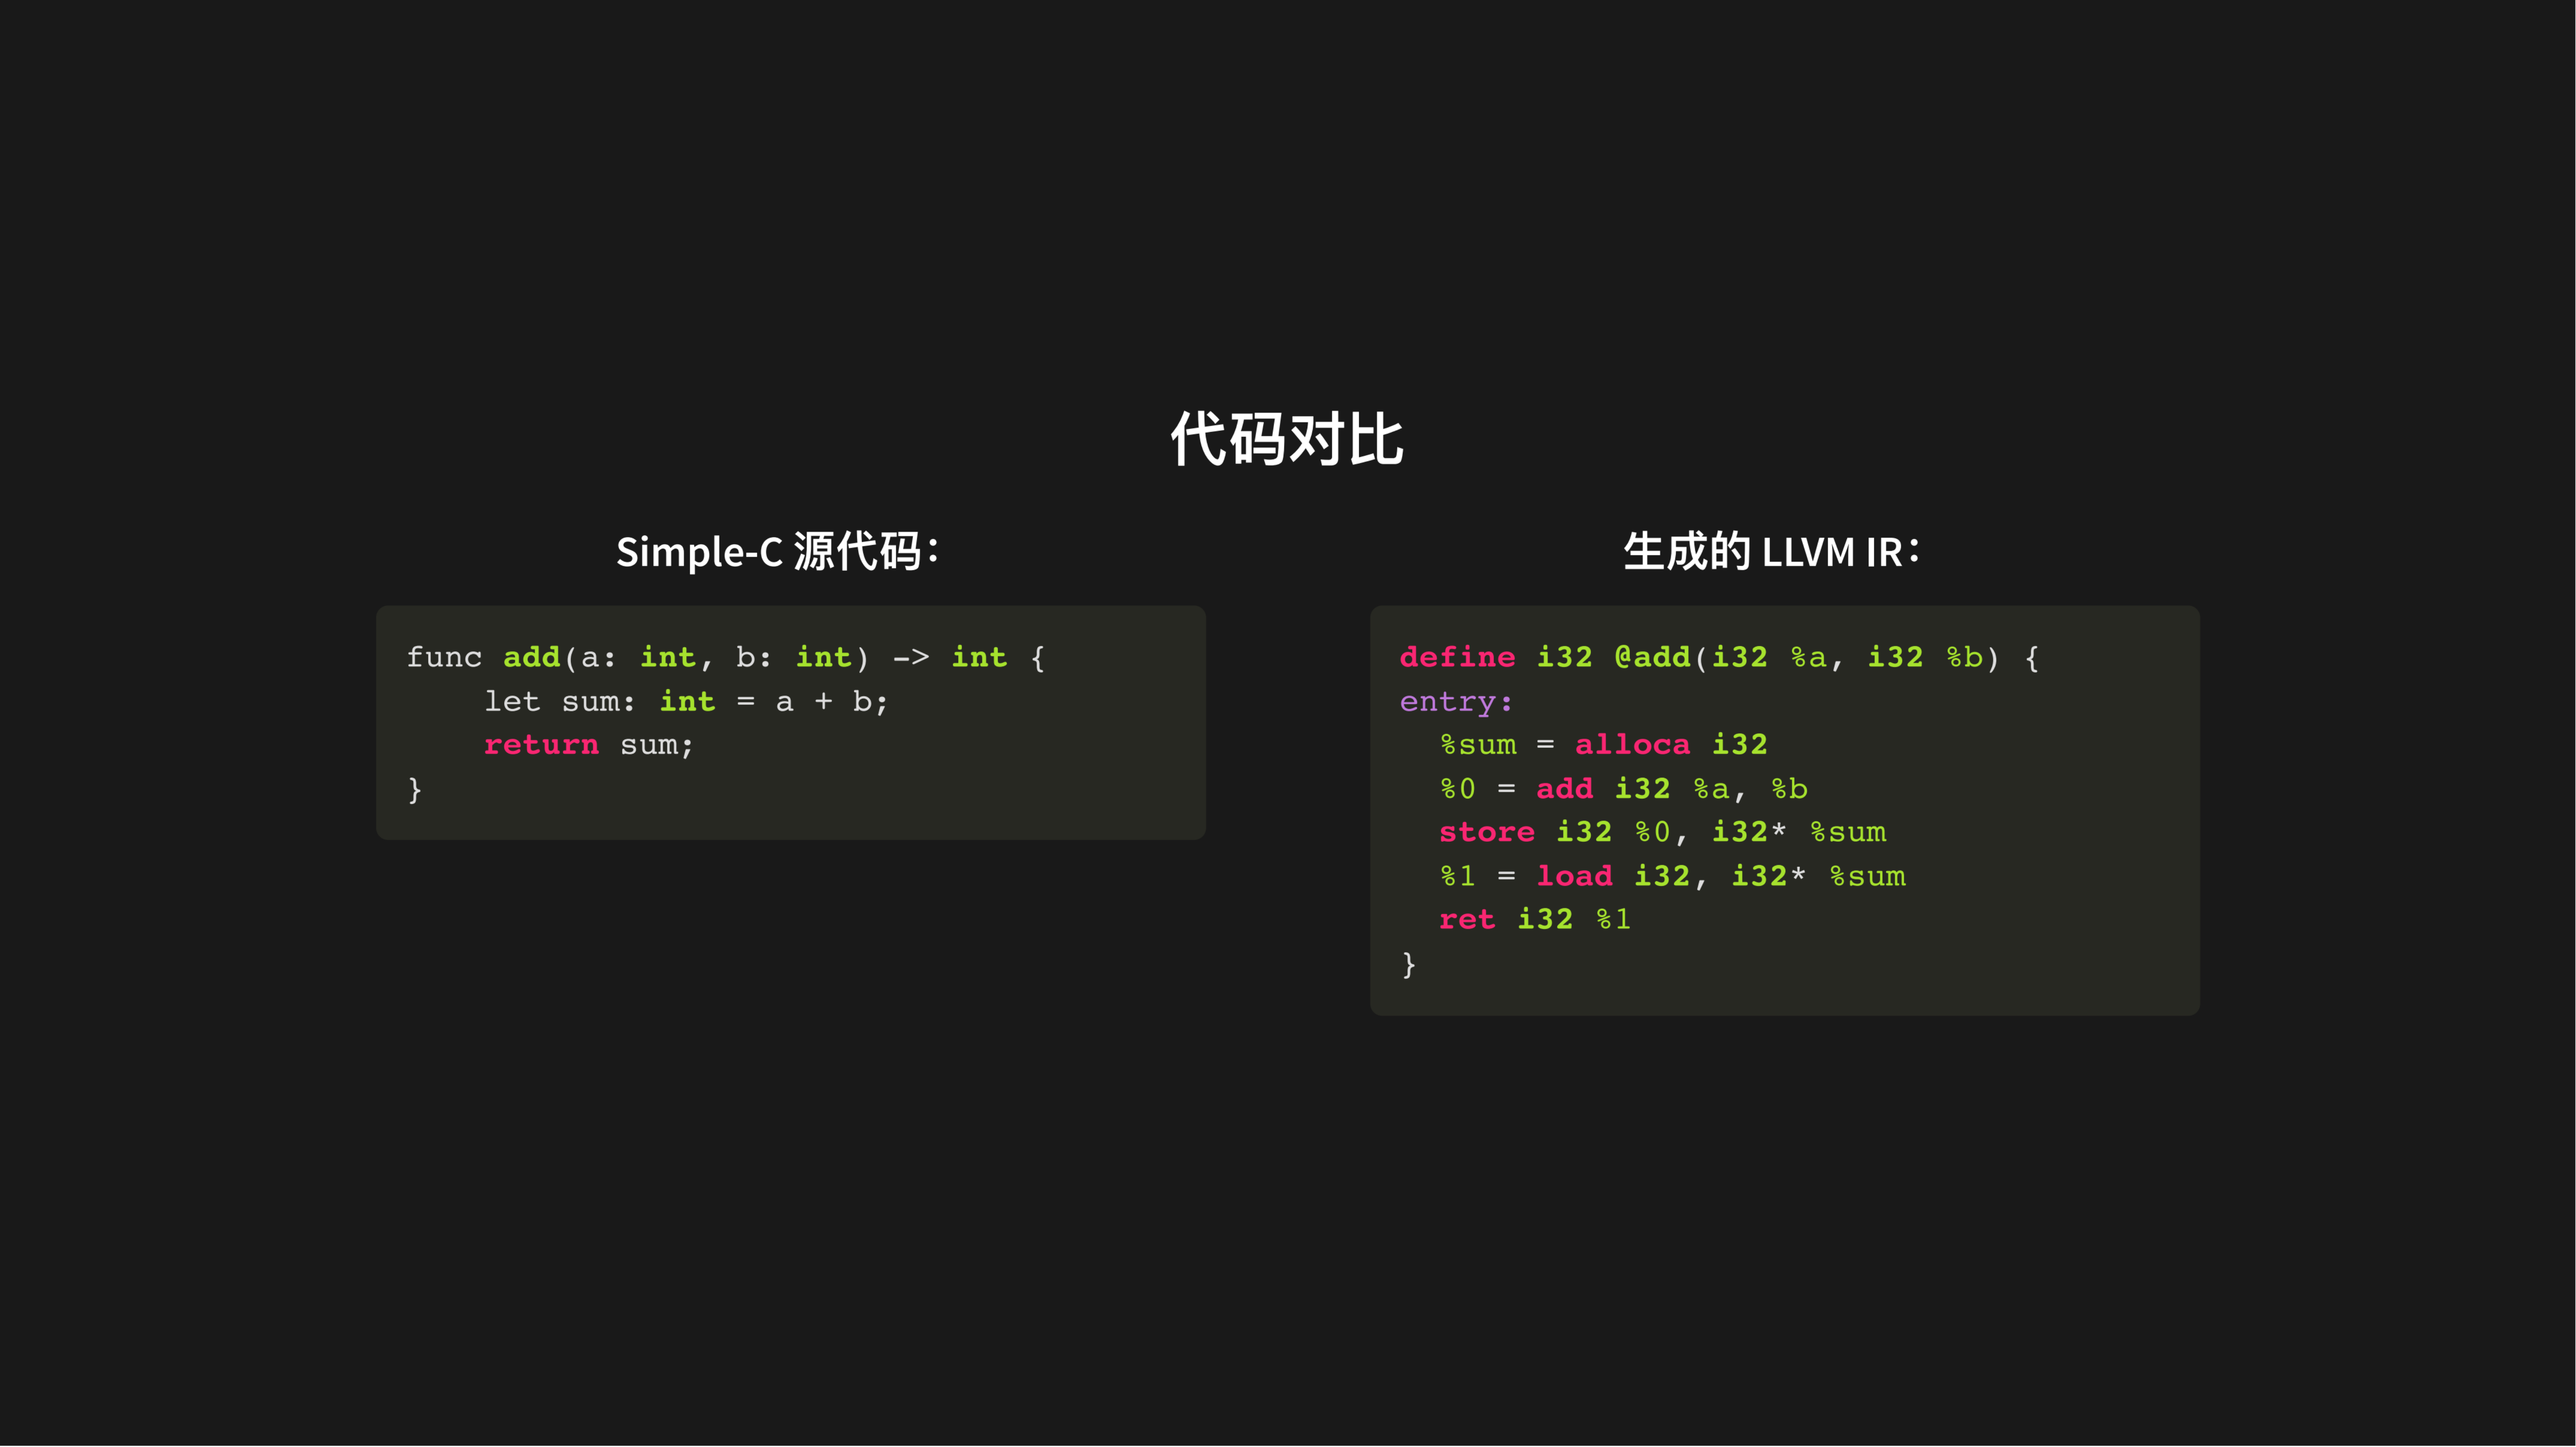 代码对比
Simple-C 源代码：
func add(a: int, b: int) -> int {
    let sum: int = a + b;
    return sum;
}
生成的 LLVM IR：
define i32 @add(i32 %a, i32 %b) {
entry:
  %sum = alloca i32
  %0 = add i32 %a, %b
  store i32 %0, i32* %sum
  %1 = load i32, i32* %sum
  ret i32 %1
}